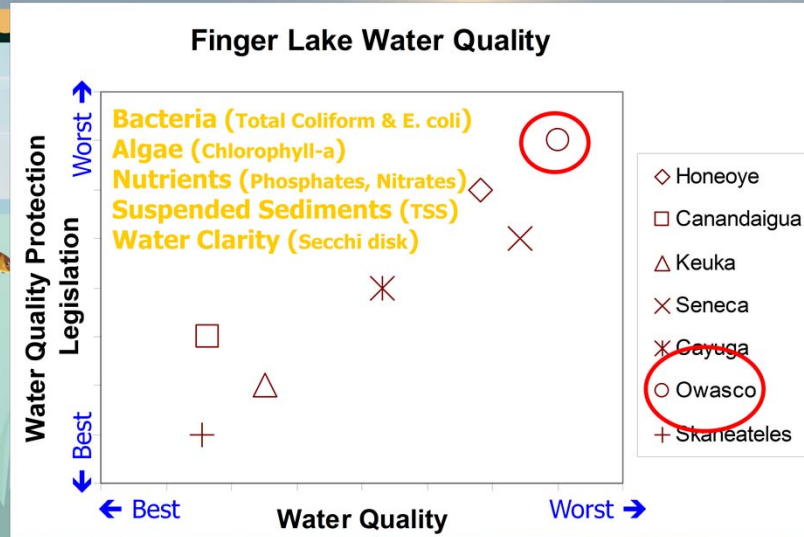 Finger Lake Water Quality
Bacteria (Total Coliform & E. coli)
Algae (Chlorophyll-a)
Nutrients (Phosphates, Nitrates)
Suspended Sediments (TSS)
Water Clarity (Secchi disk)
Water Quality Protection
Legislation
← Best Worst →
← Best Worst →
Water Quality
Honeoye
Canandaigua
Keuka
Seneca
Cayuga
Owasco
Skaneateles